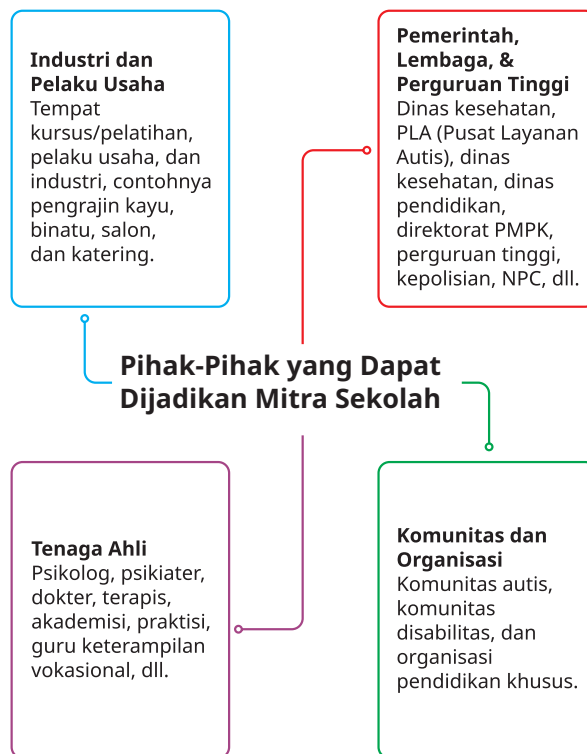 Industri dan
Pelaku Usaha
Tempat
kursus/pelatihan,
pelaku usaha, dan
industri, contohnya
pengrajin kayu,
binatu, salon,
dan katering.
Pemerintah,
Lembaga, &
Perguruan Tinggi
Dinas kesehatan,
PLA (Pusat Layanan
Autis), dinas
kesehatan, dinas
pendidikan,
direktorat PMPK,
perguruan tinggi,
kepolisian, NPC, dll.
Pihak-Pihak yang Dapat
Dijadikan Mitra Sekolah
Tenaga Ahli
Psikolog, psikiater,
dokter, terapis,
akademisi, praktisi,
guru keterampilan
vokasional, dll.
Komunitas dan
Organisasi
Komunitas autis,
komunitas
disabilitas, dan
organisasi
pendidikan khusus.